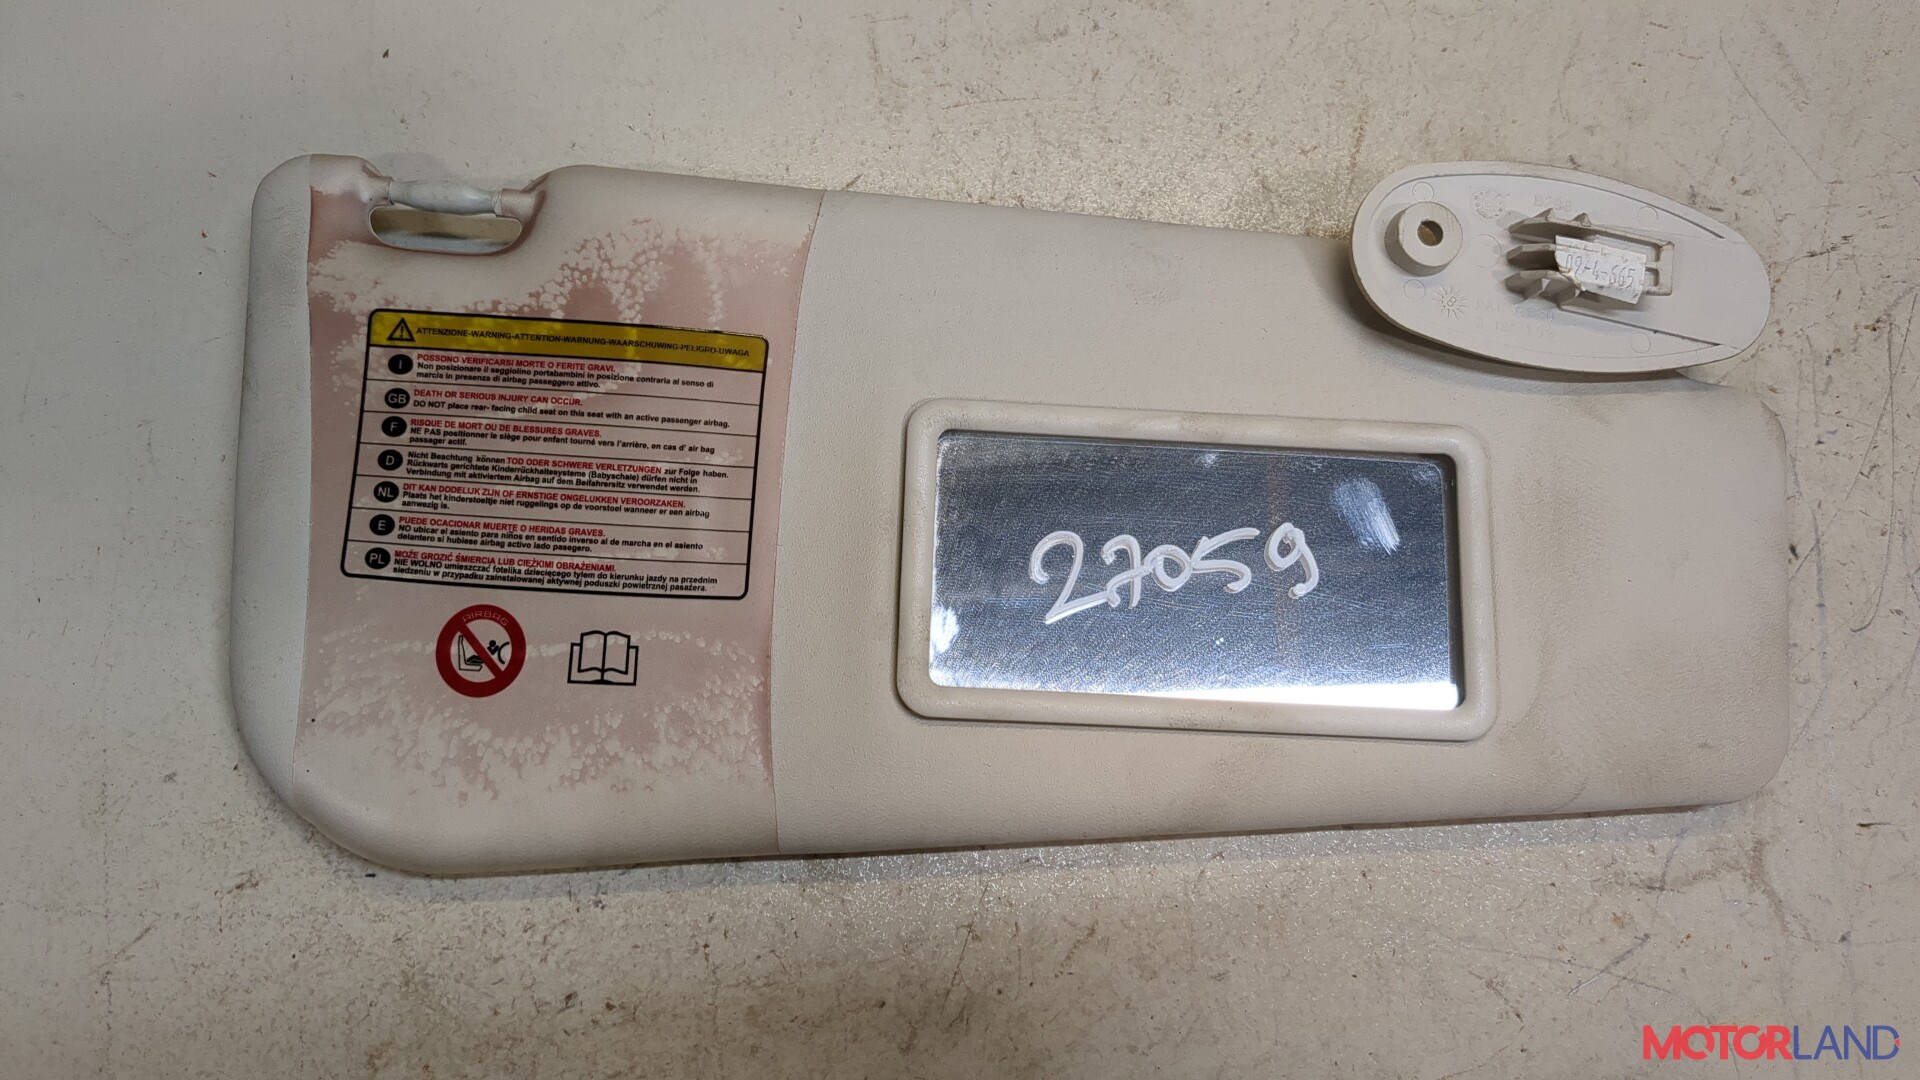 ATTENZIONE-WARNING-ATTENTION-WARNUNG-WAARSCHUWING-PELIGRO-UWAGA
I POSSONO VERIFICARSI MORTE O FERITE GRAVI.
Non posizionare il seggiolino portabambini in posizione contraria al senso di
marcia in presenza di airbag passeggero attivo.
GB DEATH OR SERIOUS INJURY CAN OCCUR.
DO NOT place rear- facing child seat on this seat with an active passenger airbag.
F RISQUE DE MORT OU DE BLESSURES GRAVES.
NE PAS positionner le siège pour enfant tourné vers l'arrière, en cas d' air bag
passager actif.
D Nicht Beachtung können TOD ODER SCHWERE VERLETZUNGEN zur Folge haben.
Rückwarts gerichtete Kinderrückhaltesysteme (Babyschale) dürfen nicht in
Verbindung mit aktiviertem Airbag auf dem Beifahrersitz verwendet werden.
NL DIT KAN DODELIJK ZIJN OF ERNSTIGE ONGELUKKEN VEROORZAKEN.
Plaats het kinderstoeltje niet ruggelings op de voorstoel wanneer er een airbag
aanwezig is.
E PUEDE OCACIONAR MUERTE O HERIDAS GRAVES.
NO ubicar el asiento para niños en sentido inverso al de marcha en el asiento
delantero si hubiese airbag activo lado pasegero.
PL MOŻE GROZIĆ ŚMIERCIA LUB CIĘŻKIMI OBRAŻENIAMI.
NIE WOLNO umieszczać fotelika dziecięcego tyłem do kierunku jazdy na przednim
siedzeniu w przypadku zainstalowanej aktywnej poduszki powietrznej pasażera.
AIRBAG
27059
09-4-665
MOTORLAND